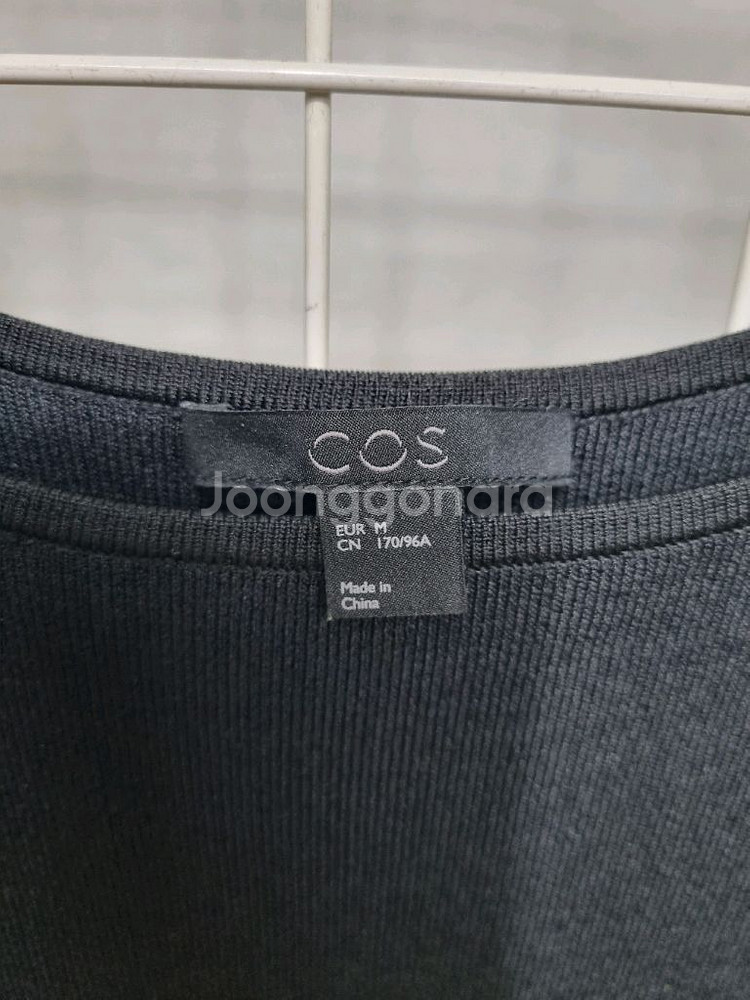 COS
Joonggonara
EUR M
CN 170/96A
Made in
China